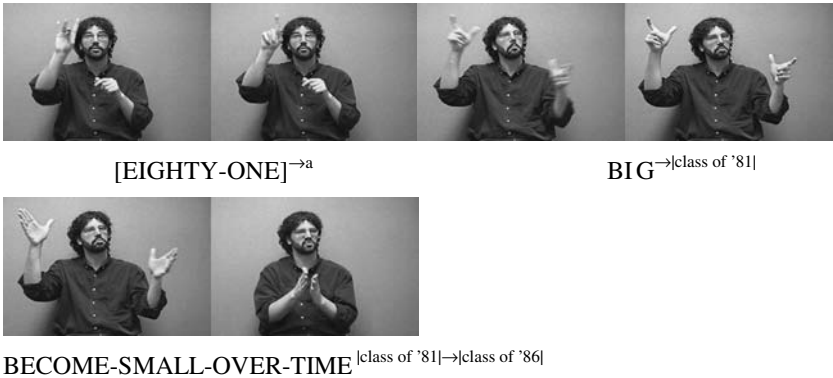 [EIGHTY-ONE]→a BIG→|class of ’81|
BECOME-SMALL-OVER-TIME|class of ’81|→|class of ’86|